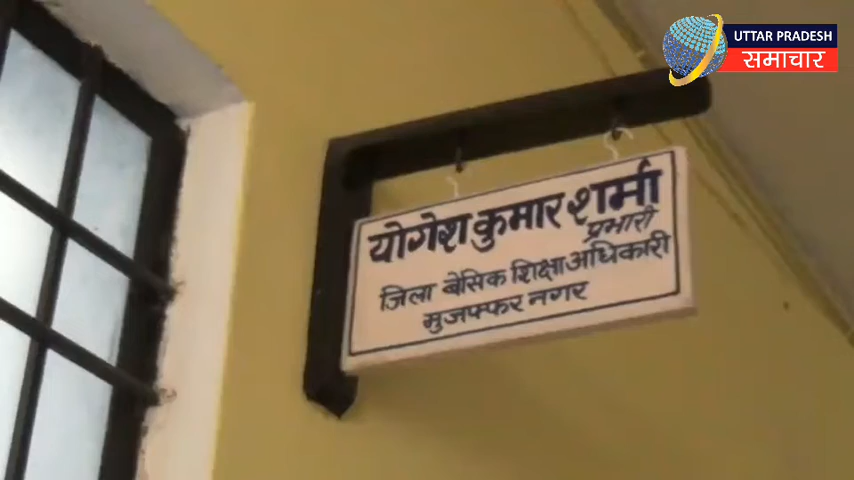 UTTAR PRADESH
समाचार
योगेश कुमार शर्मा
प्रभारी
जिला बेसिक शिक्षा अधिकारी
मुजफ्फर नगर